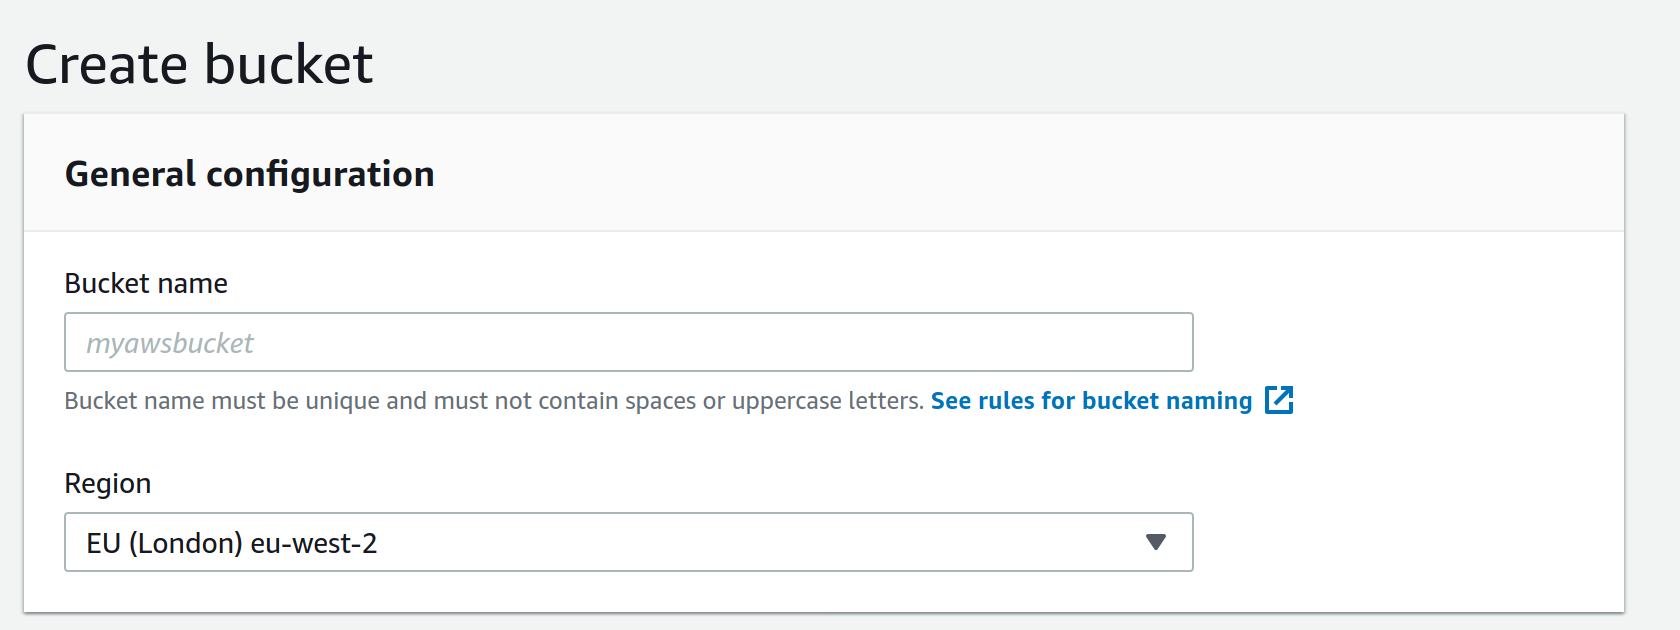 Create bucket
General configuration
Bucket name
myawsbucket
Bucket name must be unique and must not contain spaces or uppercase letters. See rules for bucket naming
Region
EU (London) eu-west-2